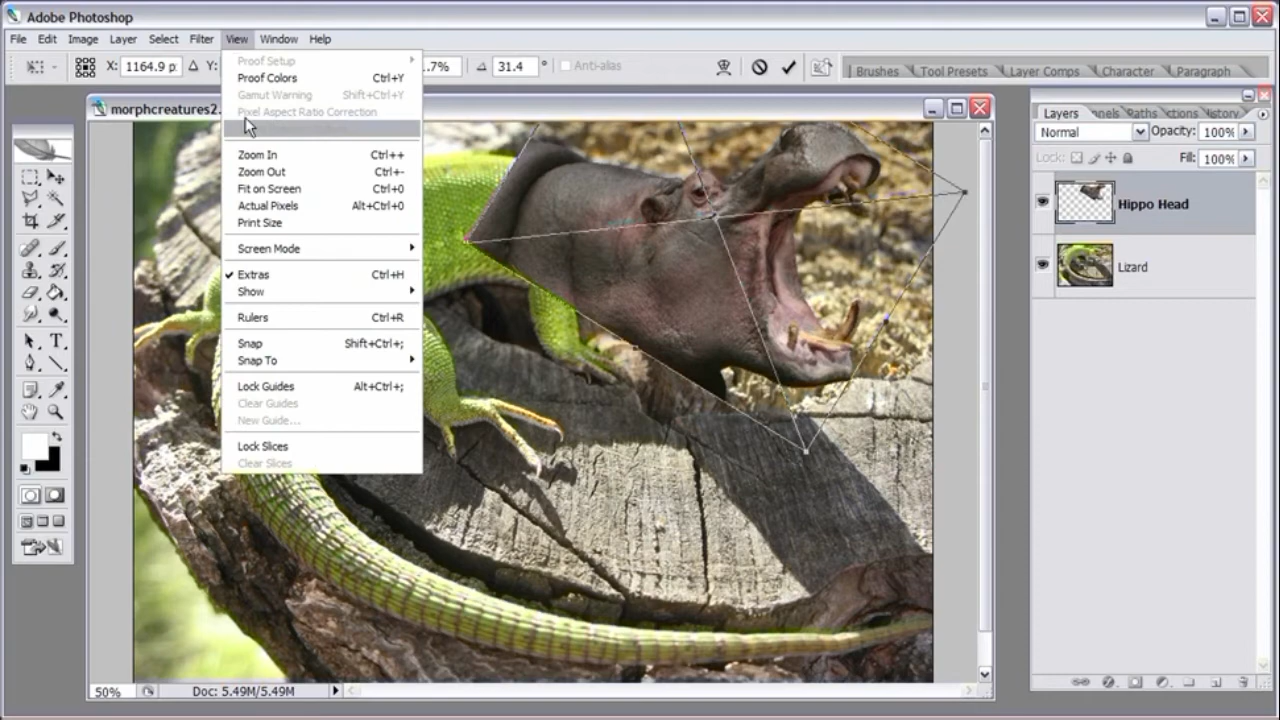 Adobe Photoshop
File Edit Image Layer Select Filter View Window Help
X: 1164.9 p Y: .7% 31.4 ° Anti-alias
Brushes Tool Presets Layer Comps Character Paragraph
morphcreatures2.
Proof Setup
Proof Colors Ctrl+Y
Gamut Warning Shift+Ctrl+Y
Pixel Aspect Ratio Correction
Zoom In Ctrl++
Zoom Out Ctrl+-
Fit on Screen Ctrl+0
Actual Pixels Alt+Ctrl+0
Print Size
Screen Mode
Extras Ctrl+H
Show
Rulers Ctrl+R
Snap Shift+Ctrl+;
Snap To
Lock Guides Alt+Ctrl+;
Clear Guides
New Guide...
Lock Slices
Clear Slices
Layers nnels Paths ctions History
Normal Opacity: 100%
Lock: Fill: 100%
Hippo Head
Lizard
50% Doc: 5.49M/5.49M